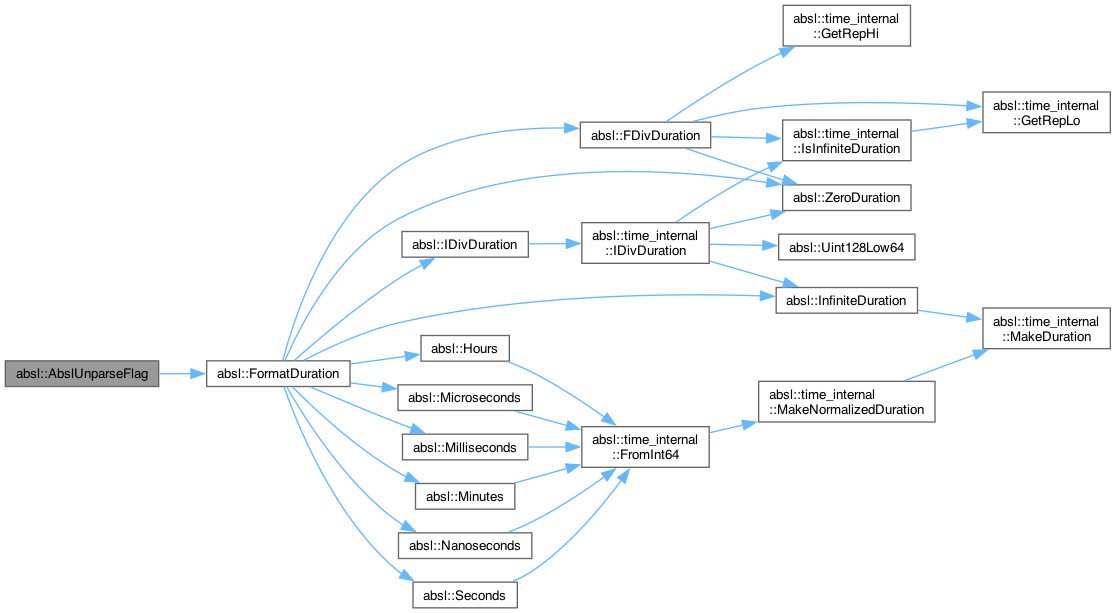 absl::AbslUnparseFlag
absl::FormatDuration
absl::FDivDuration
absl::time_internal
::GetRepHi
absl::time_internal
::GetRepLo
absl::time_internal
::IsInfiniteDuration
absl::ZeroDuration
absl::IDivDuration
absl::time_internal
::IDivDuration
absl::Uint128Low64
absl::InfiniteDuration
absl::time_internal
::MakeDuration
absl::Hours
absl::Microseconds
absl::Milliseconds
absl::Minutes
absl::Nanoseconds
absl::Seconds
absl::time_internal
::FromInt64
absl::time_internal
::MakeNormalizedDuration